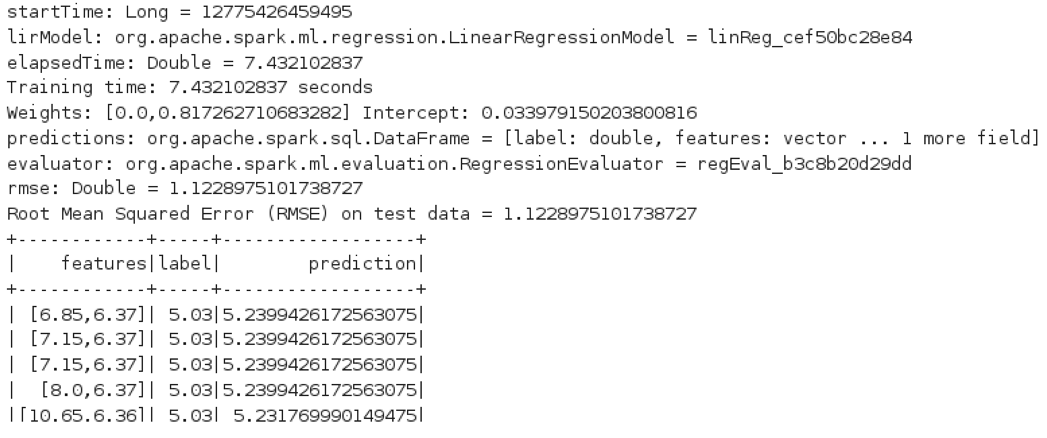 startTime: Long = 12775426459495
lirModel: org.apache.spark.ml.regression.LinearRegressionModel = linReg_cef50bc28e84
elapsedTime: Double = 7.432102837
Training time: 7.432102837 seconds
Weights: [0.0,0.817262710683282] Intercept: 0.033979150203800816
predictions: org.apache.spark.sql.DataFrame = [label: double, features: vector ... 1 more field]
evaluator: org.apache.spark.ml.evaluation.RegressionEvaluator = regEval_b3c8b20d29dd
rmse: Double = 1.1228975101738727
Root Mean Squared Error (RMSE) on test data = 1.1228975101738727
+------------+-----+------------------+
|    features|label|        prediction|
+------------+-----+------------------+
| [6.85,6.37]| 5.03|5.2399426172563075|
| [7.15,6.37]| 5.03|5.2399426172563075|
| [7.15,6.37]| 5.03|5.2399426172563075|
|  [8.0,6.37]| 5.03|5.2399426172563075|
|[10.65,6.36]| 5.03| 5.231769990149475|